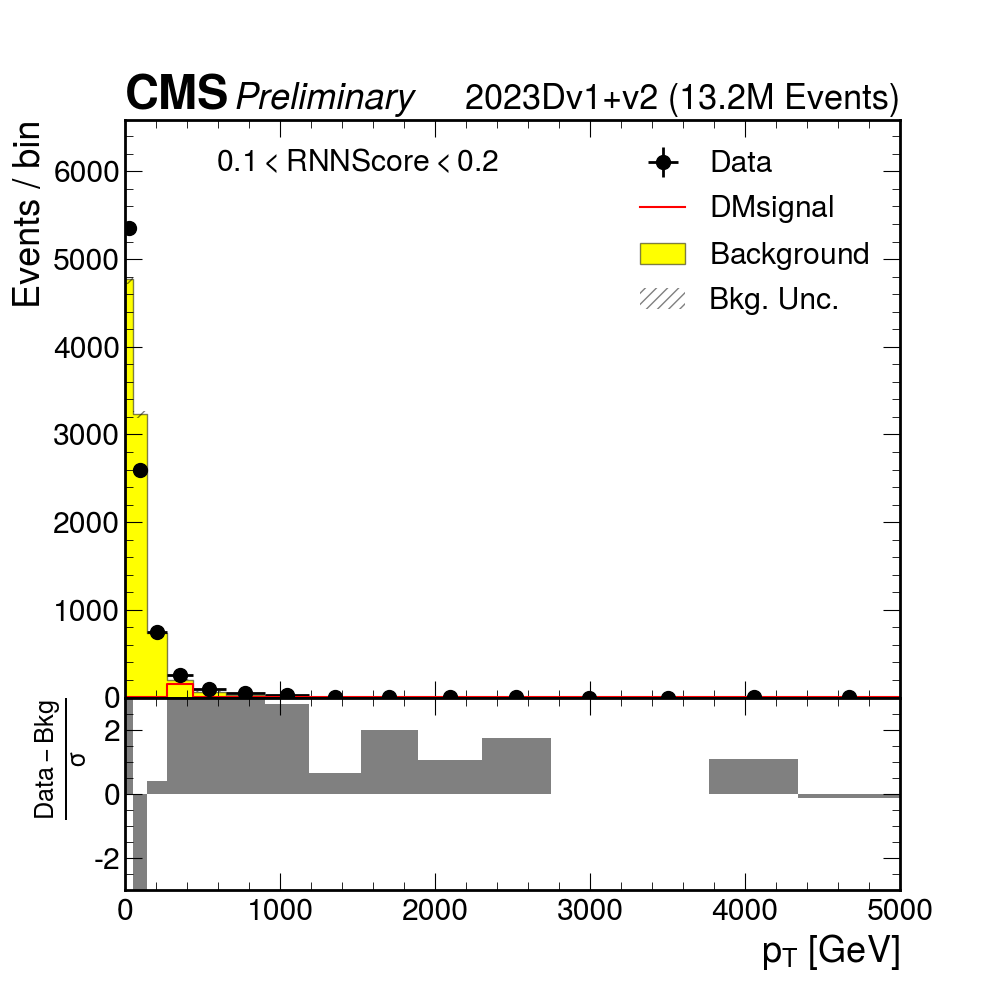 CMS Preliminary 2023Dv1+v2 (13.2M Events)
Events / bin
0.1 < RNNScore < 0.2
Data
DMsignal
Background
Bkg. Unc.
6000
5000
4000
3000
2000
1000
0
Data – Bkg
σ
2
0
-2
0 1000 2000 3000 4000 5000
pT [GeV]